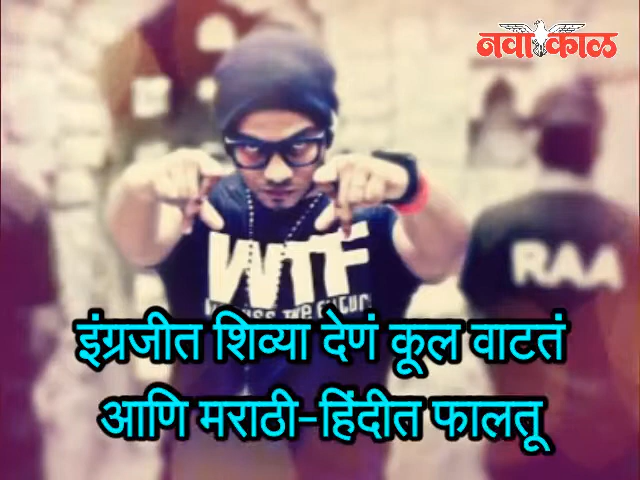 नवाकाळ
WTF
RAA
इंग्रजीत शिव्या देणं कूल वाटतं
आणि मराठी-हिंदीत फालतू